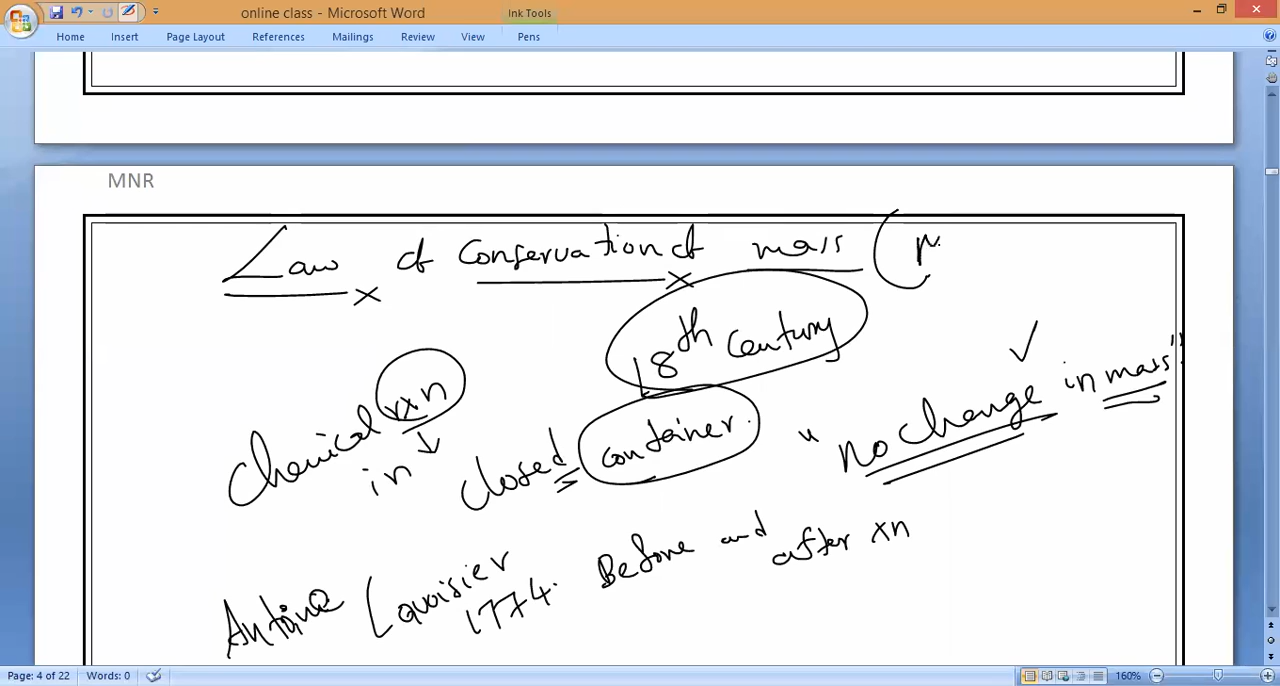 online class - Microsoft Word
Ink Tools
Home Insert Page Layout References Mailings Review View Pens
MNR
Law of Conservation of mass (
18th Century
Chemical rxn
in closed container.
"no change in mass"
Antoine Lavoisier
1774. Before and after xn
Page: 4 of 22 Words: 0 160%